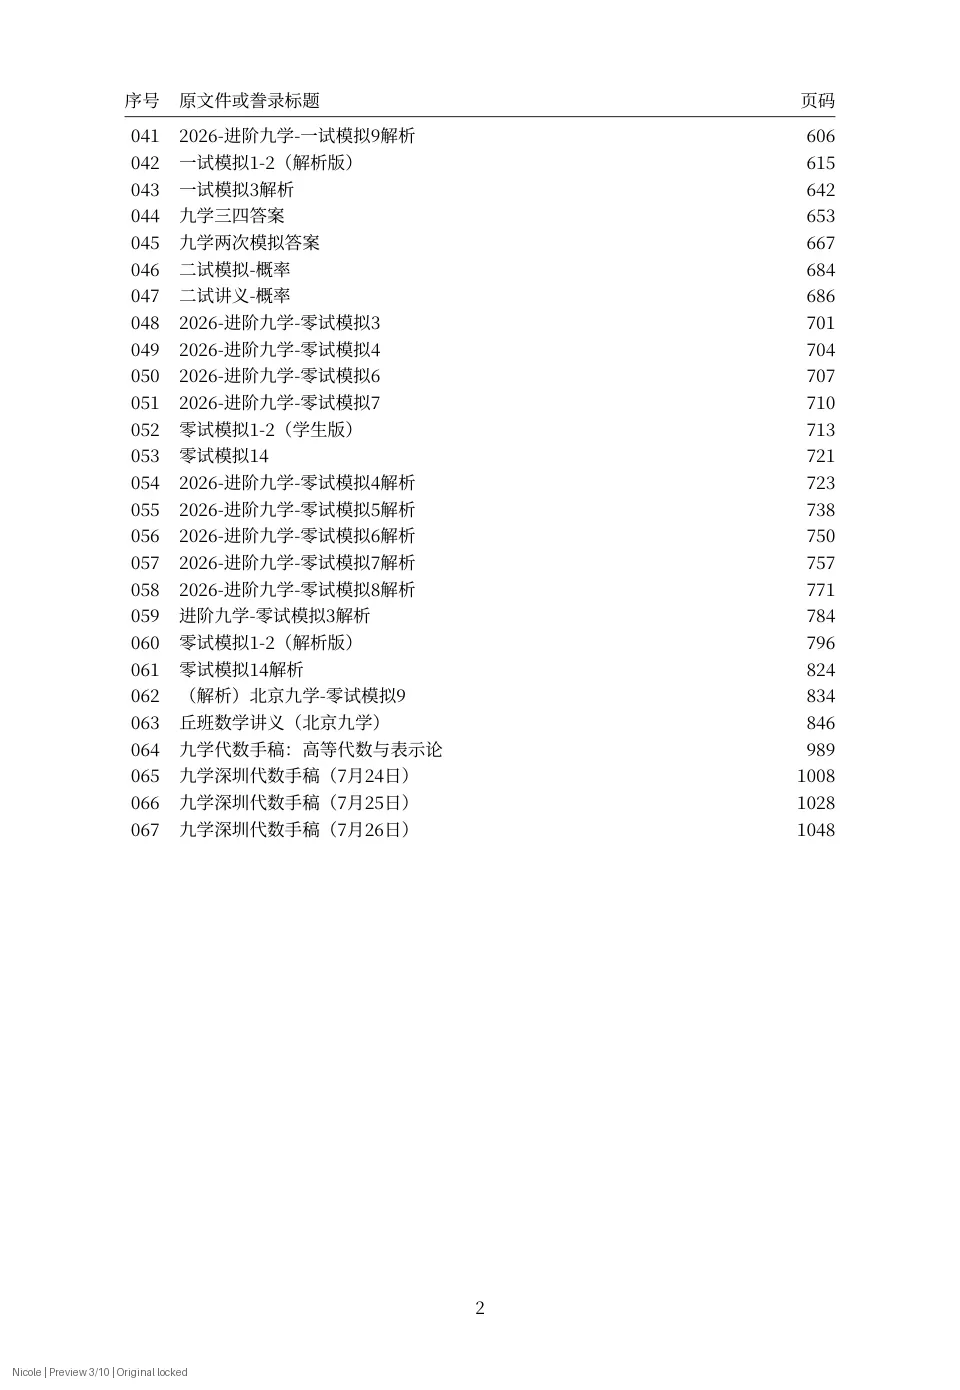 序号 原文件或誊录标题 页码
041 2026-进阶九学-一试模拟9解析 606
042 一试模拟1-2（解析版） 615
043 一试模拟3解析 642
044 九学三四答案 653
045 九学两次模拟答案 667
046 二试模拟-概率 684
047 二试讲义-概率 686
048 2026-进阶九学-零试模拟3 701
049 2026-进阶九学-零试模拟4 704
050 2026-进阶九学-零试模拟6 707
051 2026-进阶九学-零试模拟7 710
052 零试模拟1-2（学生版） 713
053 零试模拟14 721
054 2026-进阶九学-零试模拟4解析 723
055 2026-进阶九学-零试模拟5解析 738
056 2026-进阶九学-零试模拟6解析 750
057 2026-进阶九学-零试模拟7解析 757
058 2026-进阶九学-零试模拟8解析 771
059 进阶九学-零试模拟3解析 784
060 零试模拟1-2（解析版） 796
061 零试模拟14解析 824
062 （解析）北京九学-零试模拟9 834
063 丘班数学讲义（北京九学） 846
064 九学代数手稿：高等代数与表示论 989
065 九学深圳代数手稿（7月24日） 1008
066 九学深圳代数手稿（7月25日） 1028
067 九学深圳代数手稿（7月26日） 1048
2
Nicole | Preview 3/10 | Original locked